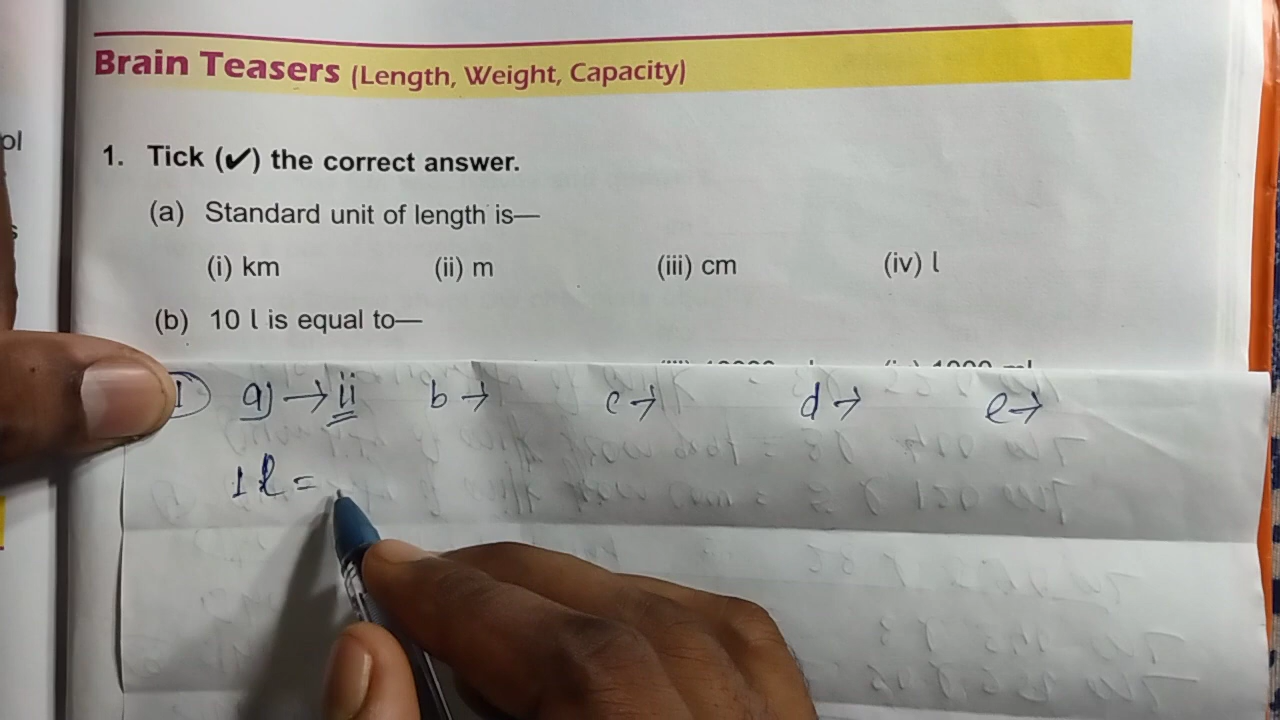 ol
Brain Teasers (Length, Weight, Capacity)
1. Tick (✔) the correct answer.
(a) Standard unit of length is—
(i) km (ii) m (iii) cm (iv) l
(b) 10 l is equal to—
1 a) → ii b → c → d → e →
1 l =